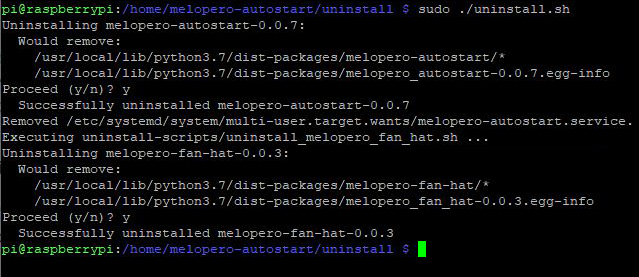 pi@raspberrypi:/home/melopero-autostart/uninstall $ sudo ./uninstall.sh
Uninstalling melopero-autostart-0.0.7:
  Would remove:
    /usr/local/lib/python3.7/dist-packages/melopero-autostart/*
    /usr/local/lib/python3.7/dist-packages/melopero_autostart-0.0.7.egg-info
Proceed (y/n)? y
  Successfully uninstalled melopero-autostart-0.0.7
Removed /etc/systemd/system/multi-user.target.wants/melopero-autostart.service.
Executing uninstall-scripts/uninstall_melopero_fan_hat.sh ...
Uninstalling melopero-fan-hat-0.0.3:
  Would remove:
    /usr/local/lib/python3.7/dist-packages/melopero-fan-hat/*
    /usr/local/lib/python3.7/dist-packages/melopero_fan_hat-0.0.3.egg-info
Proceed (y/n)? y
  Successfully uninstalled melopero-fan-hat-0.0.3
pi@raspberrypi:/home/melopero-autostart/uninstall $